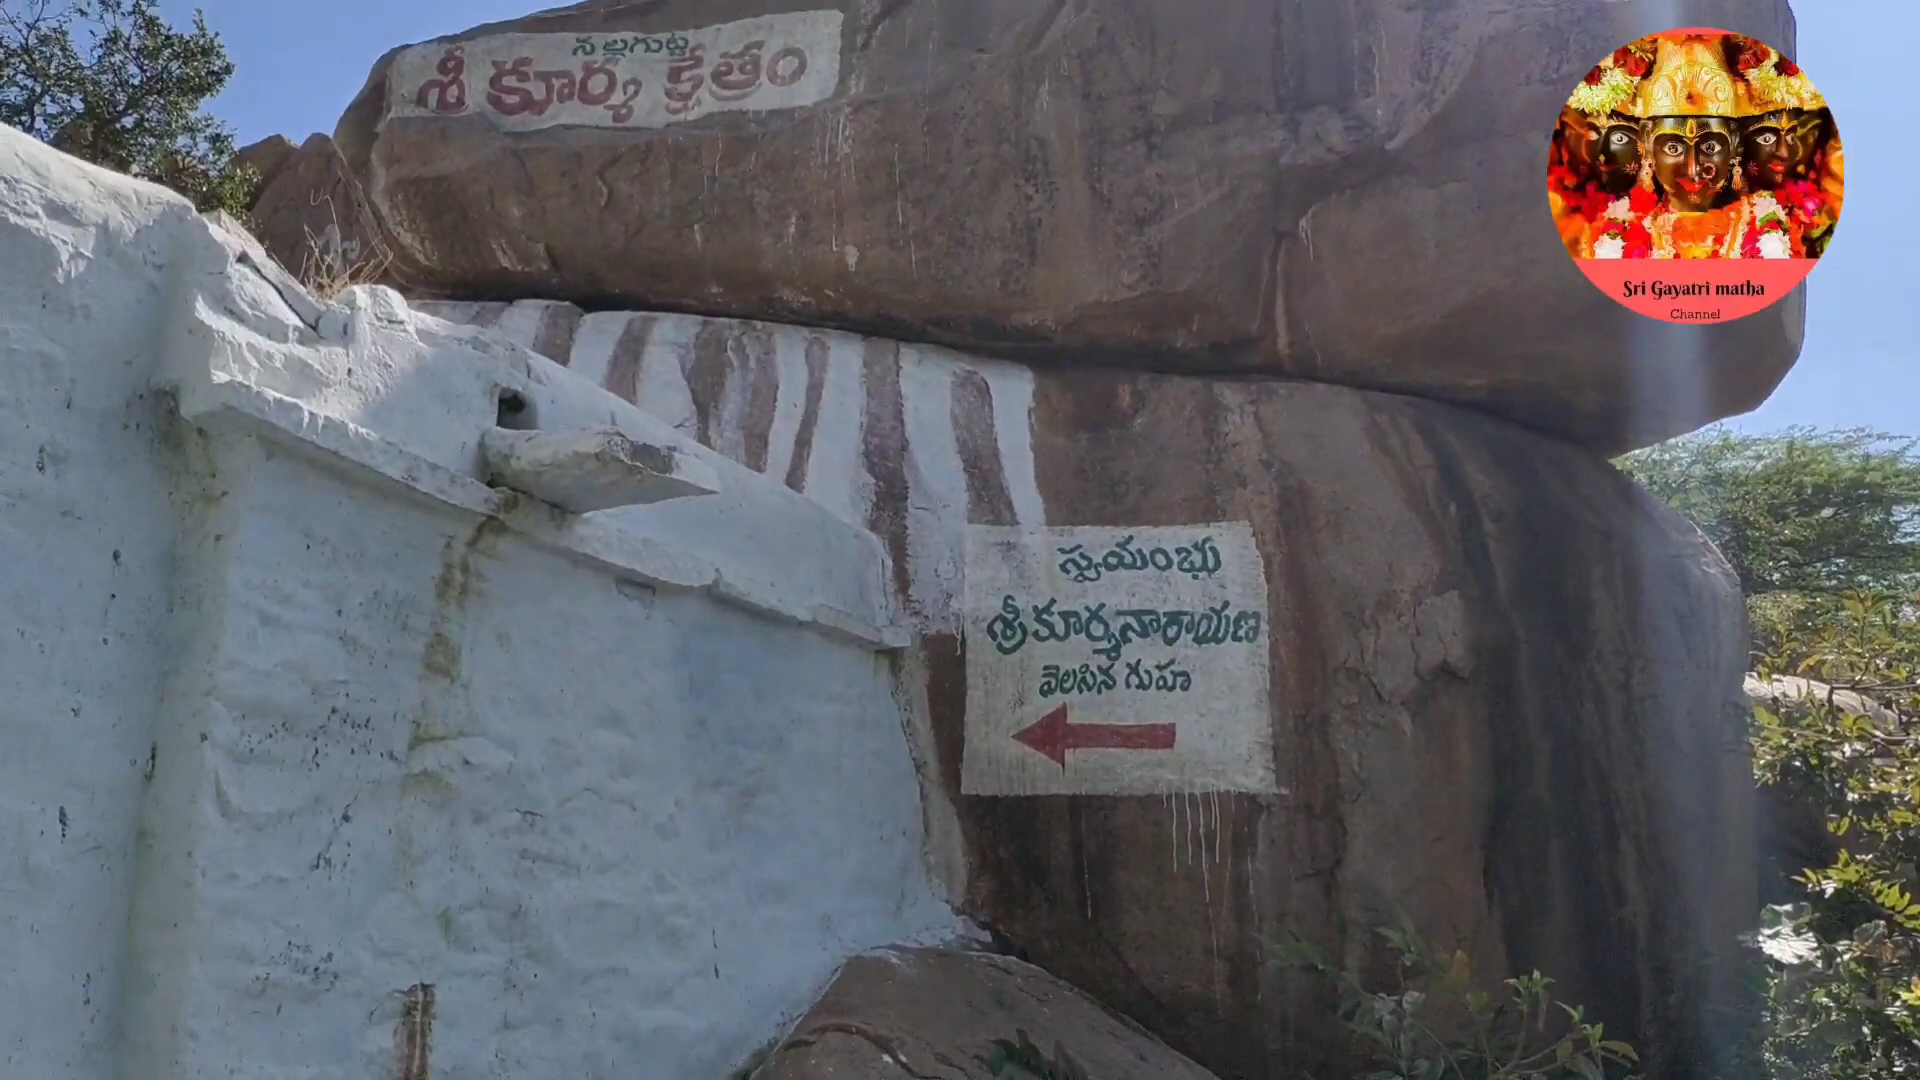 నల్లగుట్ట
శ్రీ కూర్మ క్షేత్రం
స్వయంభు
శ్రీకూర్మనారాయణ
వెలసిన గుహ
Sri Gayatri matha
Channel